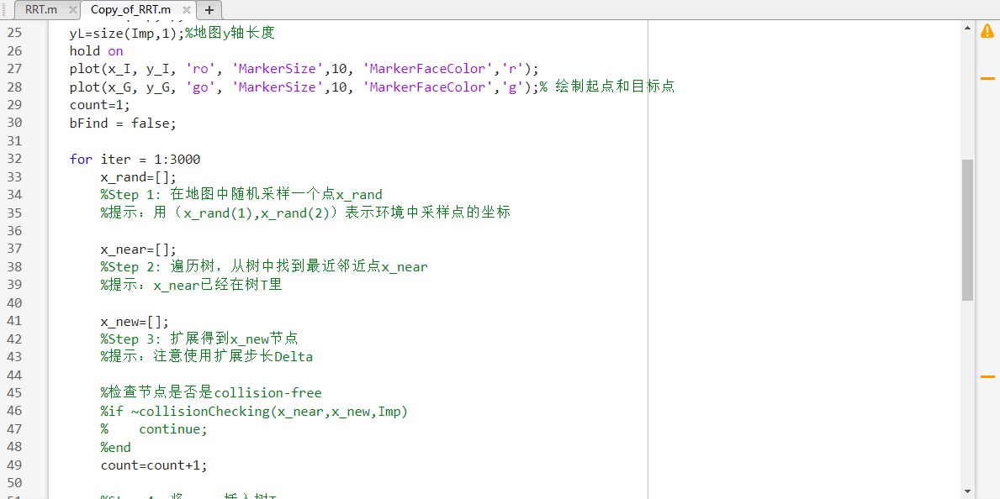 RRT.m
Copy_of_RRT.m
25 yL=size(Imp,1);%地图y轴长度
26 hold on
27 plot(x_I, y_I, 'ro', 'MarkerSize',10, 'MarkerFaceColor','r');
28 plot(x_G, y_G, 'go', 'MarkerSize',10, 'MarkerFaceColor','g');% 绘制起点和目标点
29 count=1;
30 bFind = false;
31
32 for iter = 1:3000
33 x_rand=[];
34 %Step 1: 在地图中随机采样一个点x_rand
35 %提示：用（x_rand(1),x_rand(2)）表示环境中采样点的坐标
36
37 x_near=[];
38 %Step 2: 遍历树，从树中找到最近邻近点x_near
39 %提示：x_near已经在树T里
40
41 x_new=[];
42 %Step 3: 扩展得到x_new节点
43 %提示：注意使用扩展步长Delta
44
45 %检查节点是否是collision-free
46 %if ~collisionChecking(x_near,x_new,Imp)
47 % continue;
48 %end
49 count=count+1;
50